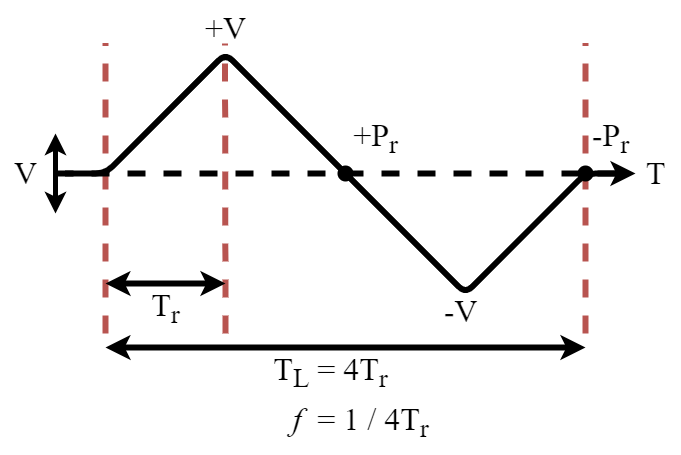 +V
+Pr
-Pr
V
T
Tr
-V
TL = 4Tr
f = 1 / 4Tr